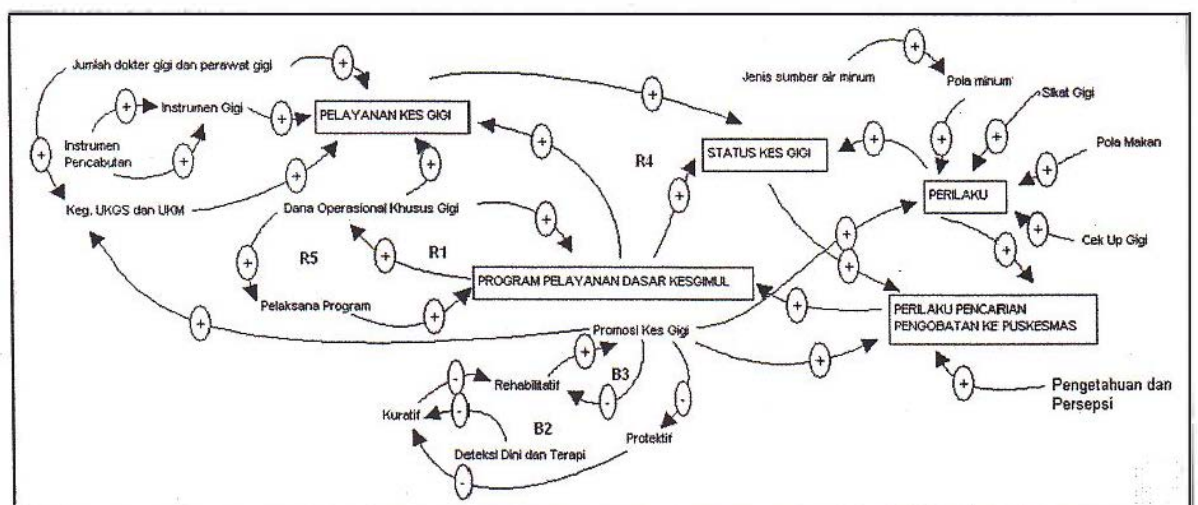 Jumlah dokter gigi dan perawat gigi
+
Jenis sumber air minum
+
Pola minum
+
Instrumen Gigi
+
+
PELAYANAN KES GIGI
+
+
Sikat Gigi
+
Instrumen
Pencabutan
+
+
+
R4
STATUS KES GIGI
+
+
Pola Makan
+
+
Keg. UKGS dan UKM
+
+
Dana Operasional Khusus Gigi
+
+
PERILAKU
+
Cek Up Gigi
+
R5
R1
+
+
+
+
PROGRAM PELAYANAN DASAR KESGIMUL
Pelaksana Program
+
+
PERILAKU PENCARIAN
PENGOBATAN KE PUSKESMAS
+
Promosi Kes Gigi
+
+
B3
-
Rehabilitatif
-
-
+
Pengetahuan dan
Persepsi
Kuratif
-
B2
Protektif
Deteksi Dini dan Terapi
-